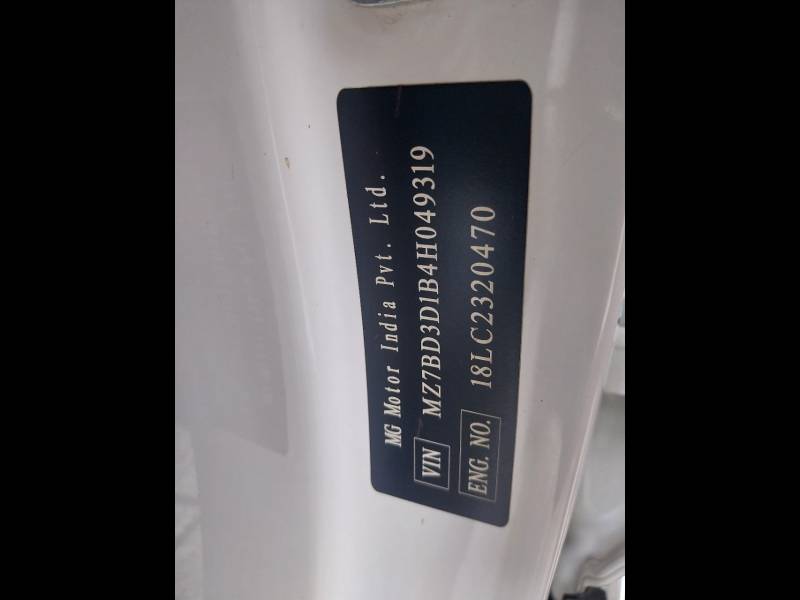 MG Motor India Pvt. Ltd.
VIN MZ7BD3D1B4H049319
ENG. NO. 18LC2320470